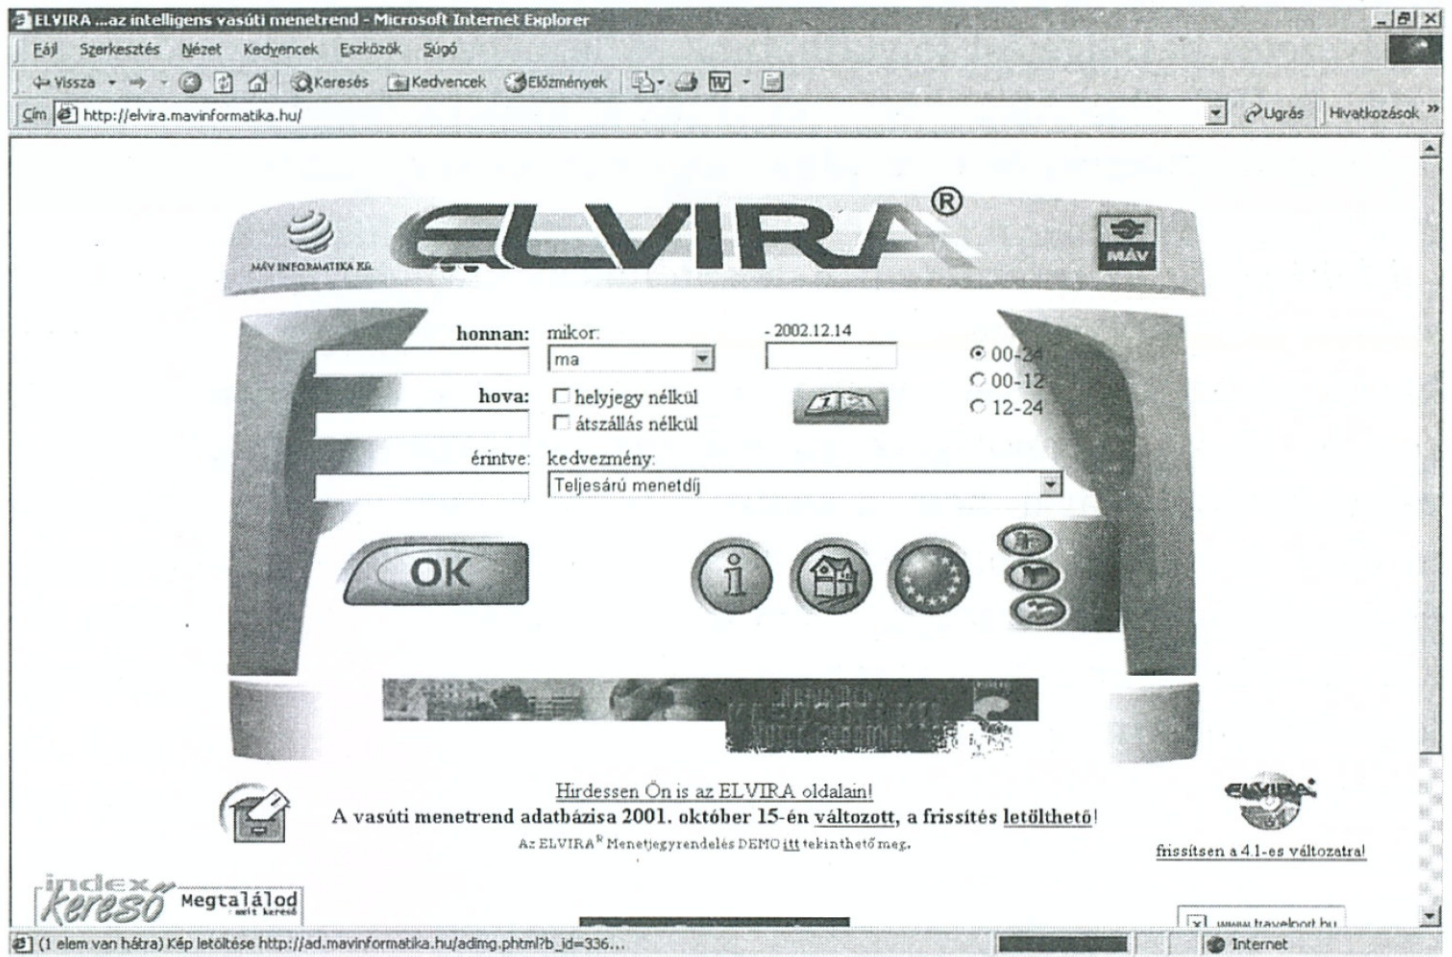 ELVIRA ...az intelligens vasúti menetrend - Microsoft Internet Explorer
Fájl Szerkesztés Nézet Kedvencek Eszközök Súgó
Vissza Keresés Kedvencek Előzmények
Cím http://elvira.mavinformatika.hu/ Ugrás Hivatkozások »
ELVIRA ®
MÁV INFORMATIKA Kft. MÁV
honnan: mikor: - 2002.12.14
ma 00-24
00-12
hova: helyjegy nélkül
12-24
átszállás nélkül
érintve: kedvezmény:
Teljesárú menetdíj
OK i
Hirdessen Ön is az ELVIRA oldalain!
A vasúti menetrend adatbázisa 2001. október 15-én változott, a frissítés letölthető!
Az ELVIRA® Menetjegyrendelés DEMO itt tekinthető meg.
ELVIRA
frissítsen a 4.1-es változatra!
index
kereső Megtalálod
amit kereső
www.travelport.hu
(1 elem van hátra) Kép letöltése http://ad.mavinformatika.hu/adimg.phtml?b_id=336... Internet